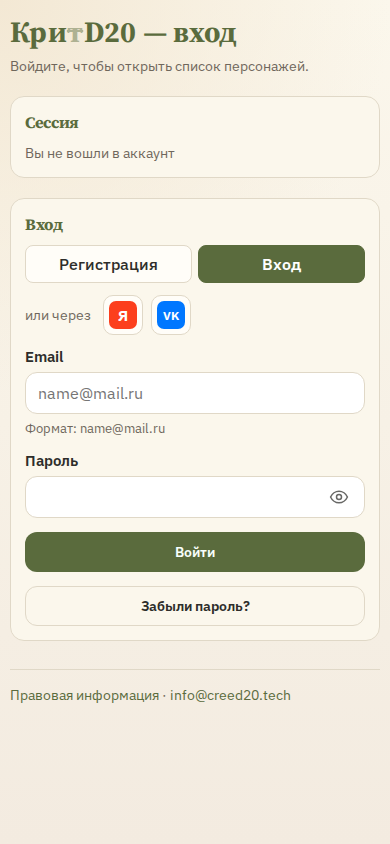 КритD20 — вход
Войдите, чтобы открыть список персонажей.
Сессия
Вы не вошли в аккаунт
Вход
Регистрация
Вход
или через
Я
VK
Email
name@mail.ru
Формат: name@mail.ru
Пароль
Войти
Забыли пароль?
Правовая информация · info@creed20.tech